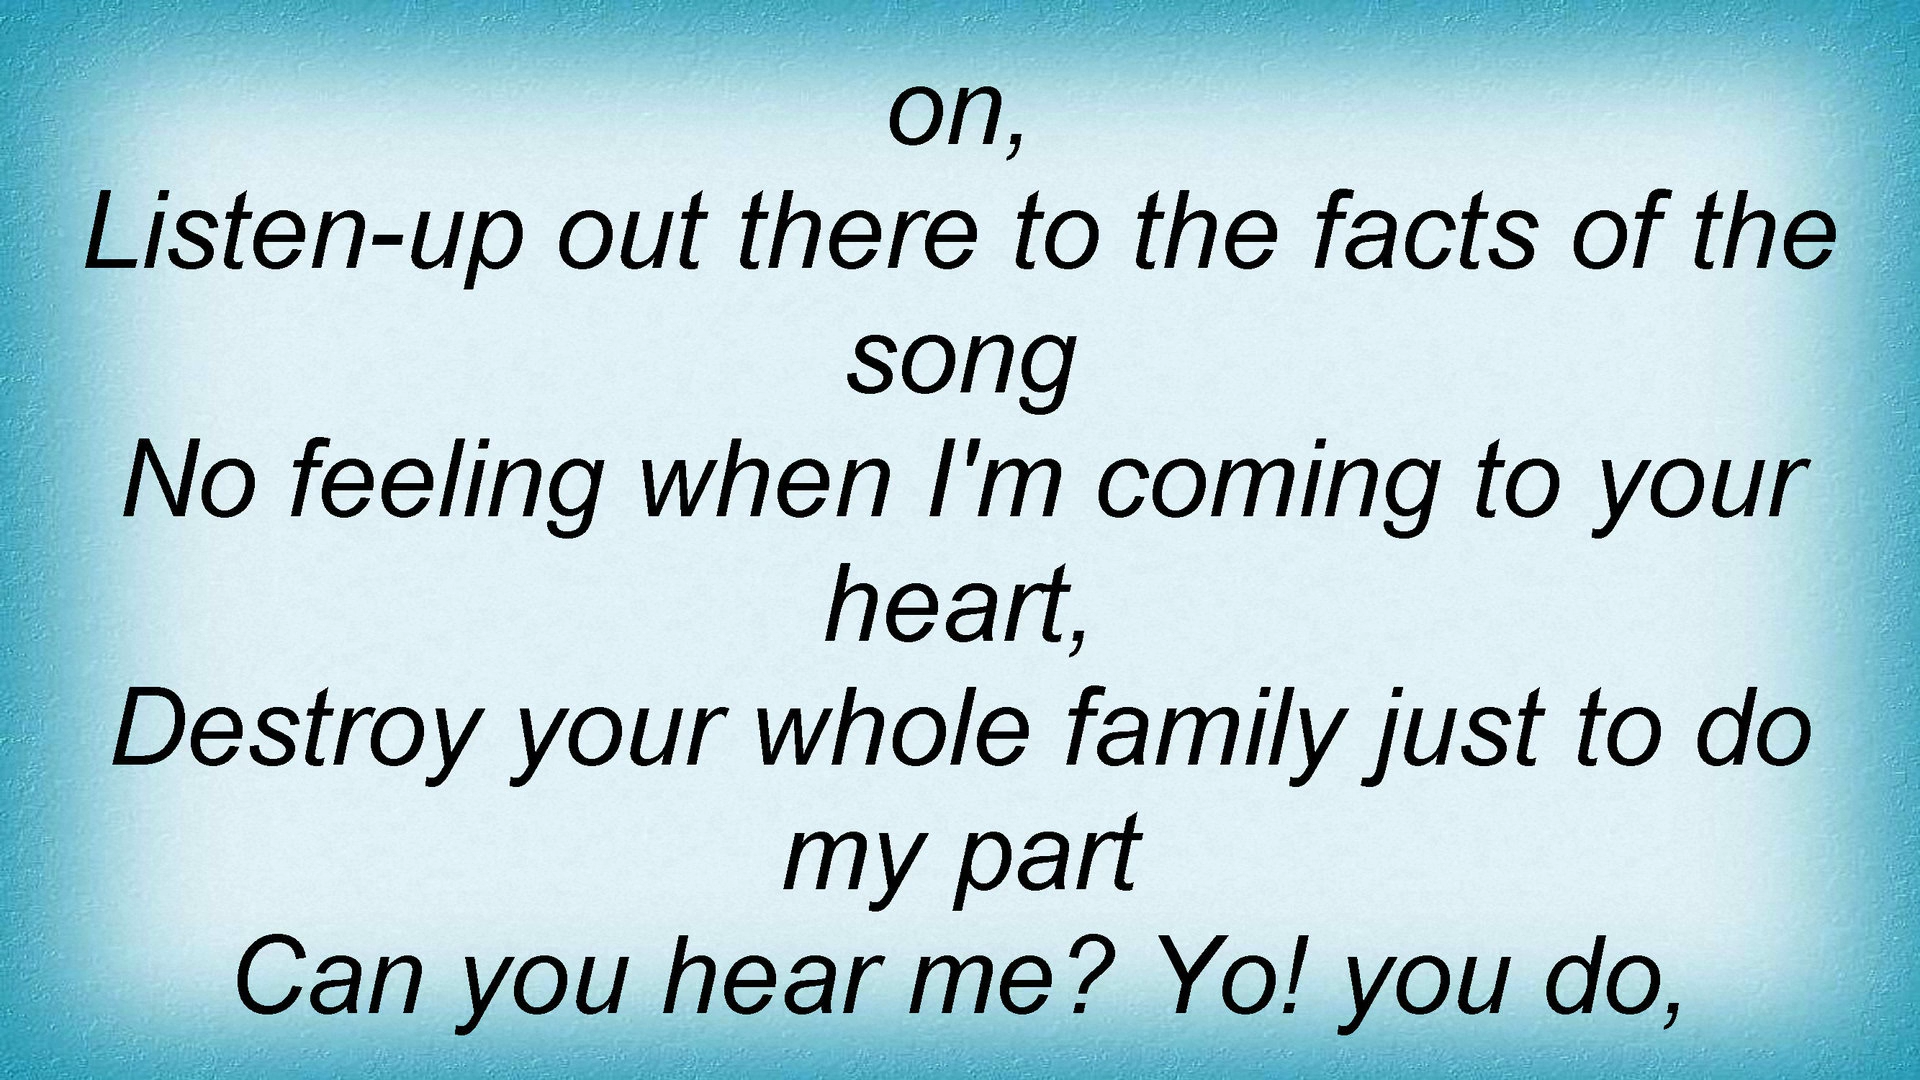 on,
Listen-up out there to the facts of the
song
No feeling when I'm coming to your
heart,
Destroy your whole family just to do
my part
Can you hear me? Yo! you do,